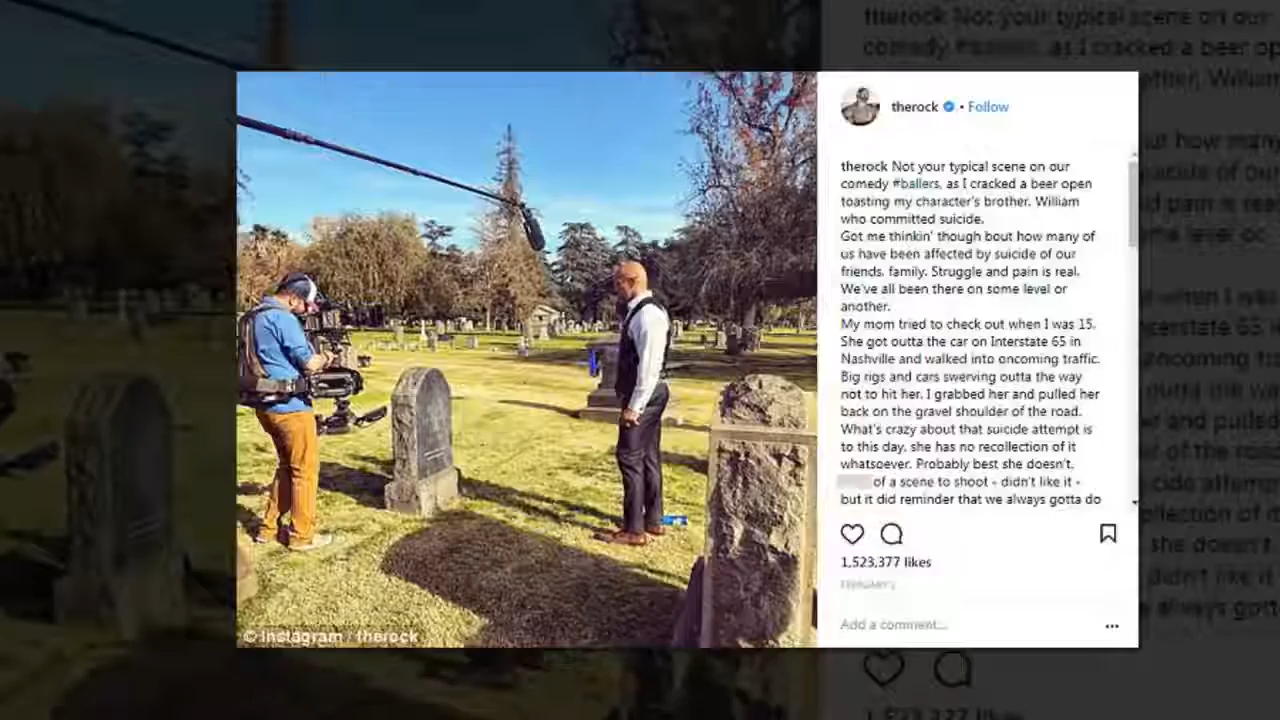 therock • Follow
therock Not your typical scene on our
comedy #ballers, as I cracked a beer open
toasting my character's brother, William
who committed suicide.
Got me thinkin' though bout how many of
us have been affected by suicide of our
friends, family. Struggle and pain is real.
We've all been there on some level or
another.
My mom tried to check out when I was 15.
She got outta the car on Interstate 65 in
Nashville and walked into oncoming traffic.
Big rigs and cars swerving outta the way
not to hit her. I grabbed her and pulled her
back on the gravel shoulder of the road.
What's crazy about that suicide attempt is
to this day, she has no recollection of it
whatsoever. Probably best she doesn't.
of a scene to shoot - didn't like it -
but it did reminder that we always gotta do
1,523,377 likes
Add a comment...
© Instagram / therock